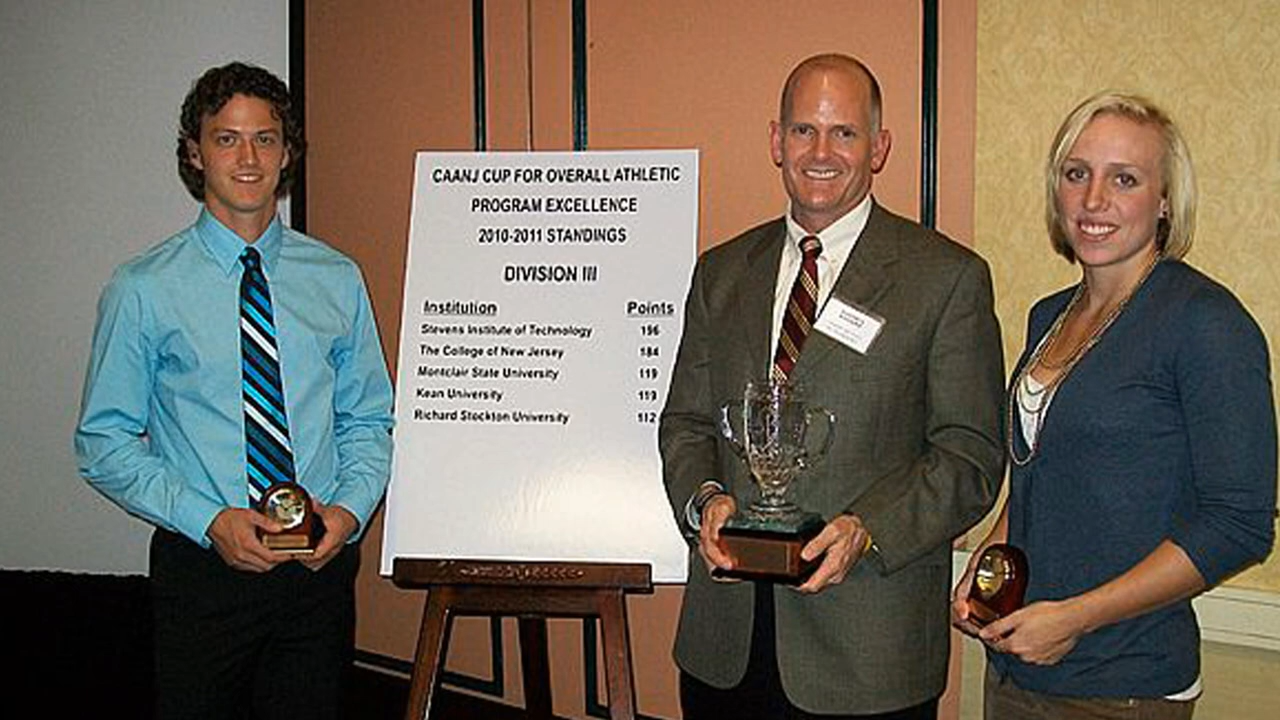 CAANJ CUP FOR OVERALL ATHLETIC
PROGRAM EXCELLENCE
2010-2011 STANDINGS
DIVISION III
Institution Points
Stevens Institute of Technology 196
The College of New Jersey 184
Montclair State University 119
Kean University 119
Richard Stockton University 112